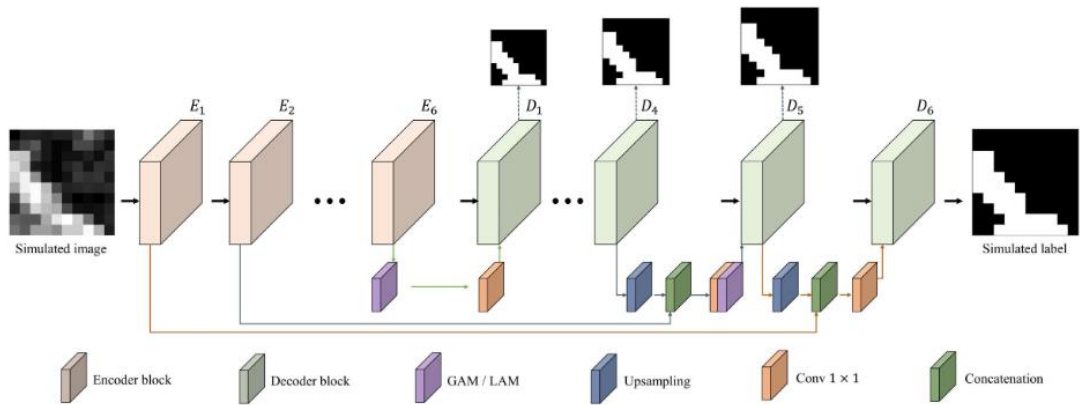 E₁
E₂
E₆
D₁
D₄
D₅
D₆
Simulated image
Simulated label
Encoder block
Decoder block
GAM / LAM
Upsampling
Conv 1 × 1
Concatenation